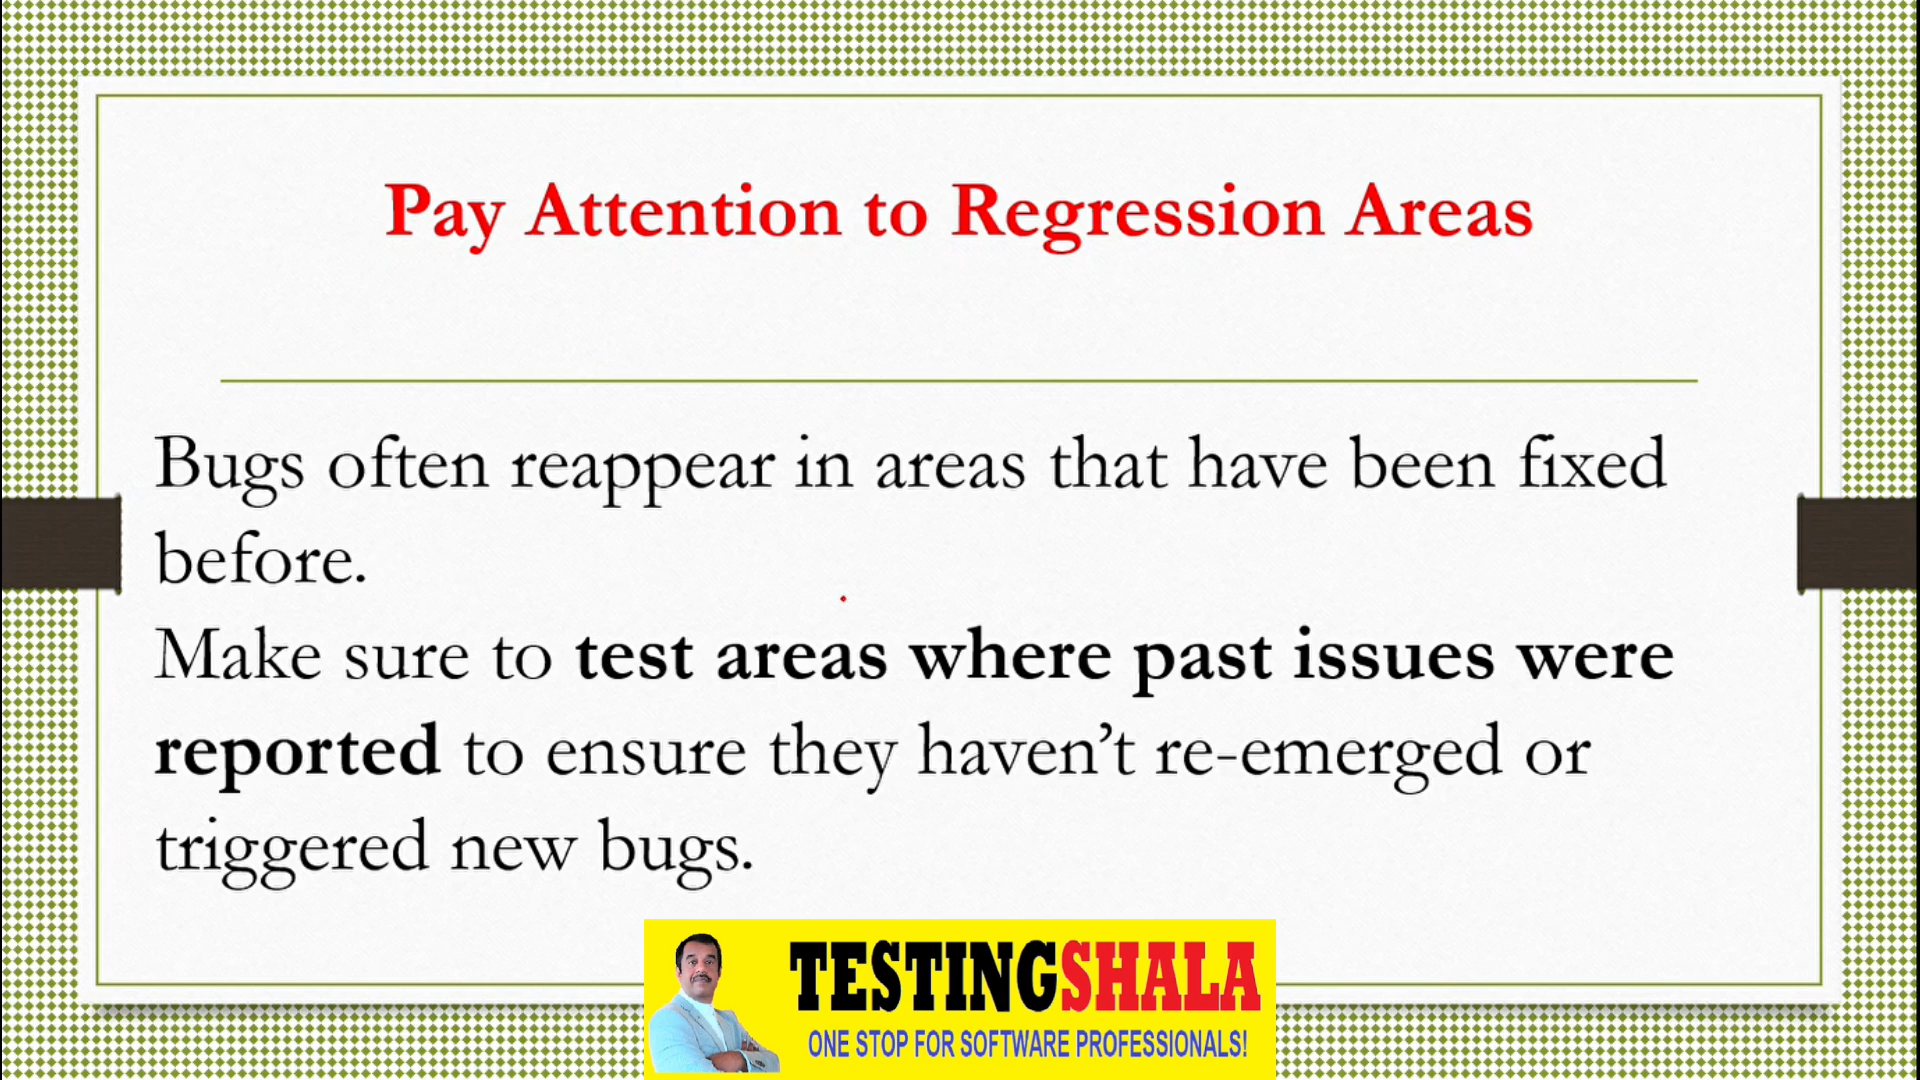 Pay Attention to Regression Areas
Bugs often reappear in areas that have been fixed
before.
Make sure to test areas where past issues were
reported to ensure they haven’t re-emerged or
triggered new bugs.
TESTINGSHALA
ONE STOP FOR SOFTWARE PROFESSIONALS!